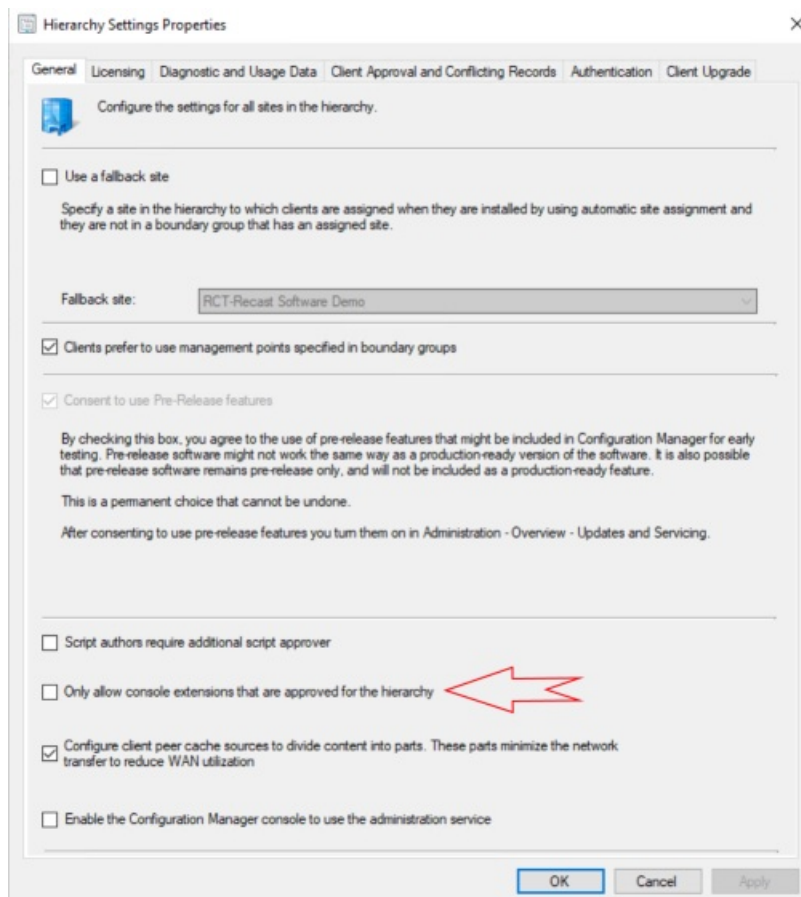 Hierarchy Settings Properties
General
Licensing
Diagnostic and Usage Data
Client Approval and Conflicting Records
Authentication
Client Upgrade
Configure the settings for all sites in the hierarchy.
Use a fallback site
Specify a site in the hierarchy to which clients are assigned when they are installed by using automatic site assignment and
they are not in a boundary group that has an assigned site.
Fallback site:
RCT-Recast Software Demo
Clients prefer to use management points specified in boundary groups
Consent to use Pre-Release features
By checking this box, you agree to the use of pre-release features that might be included in Configuration Manager for early
testing. Pre-release software might not work the same way as a production-ready version of the software. It is also possible
that pre-release software remains pre-release only, and will not be included as a production-ready feature.
This is a permanent choice that cannot be undone.
After consenting to use pre-release features you turn them on in Administration - Overview - Updates and Servicing.
Script authors require additional script approver
Only allow console extensions that are approved for the hierarchy
Configure client peer cache sources to divide content into parts. These parts minimize the network
transfer to reduce WAN utilization
Enable the Configuration Manager console to use the administration service
OK
Cancel
Apply